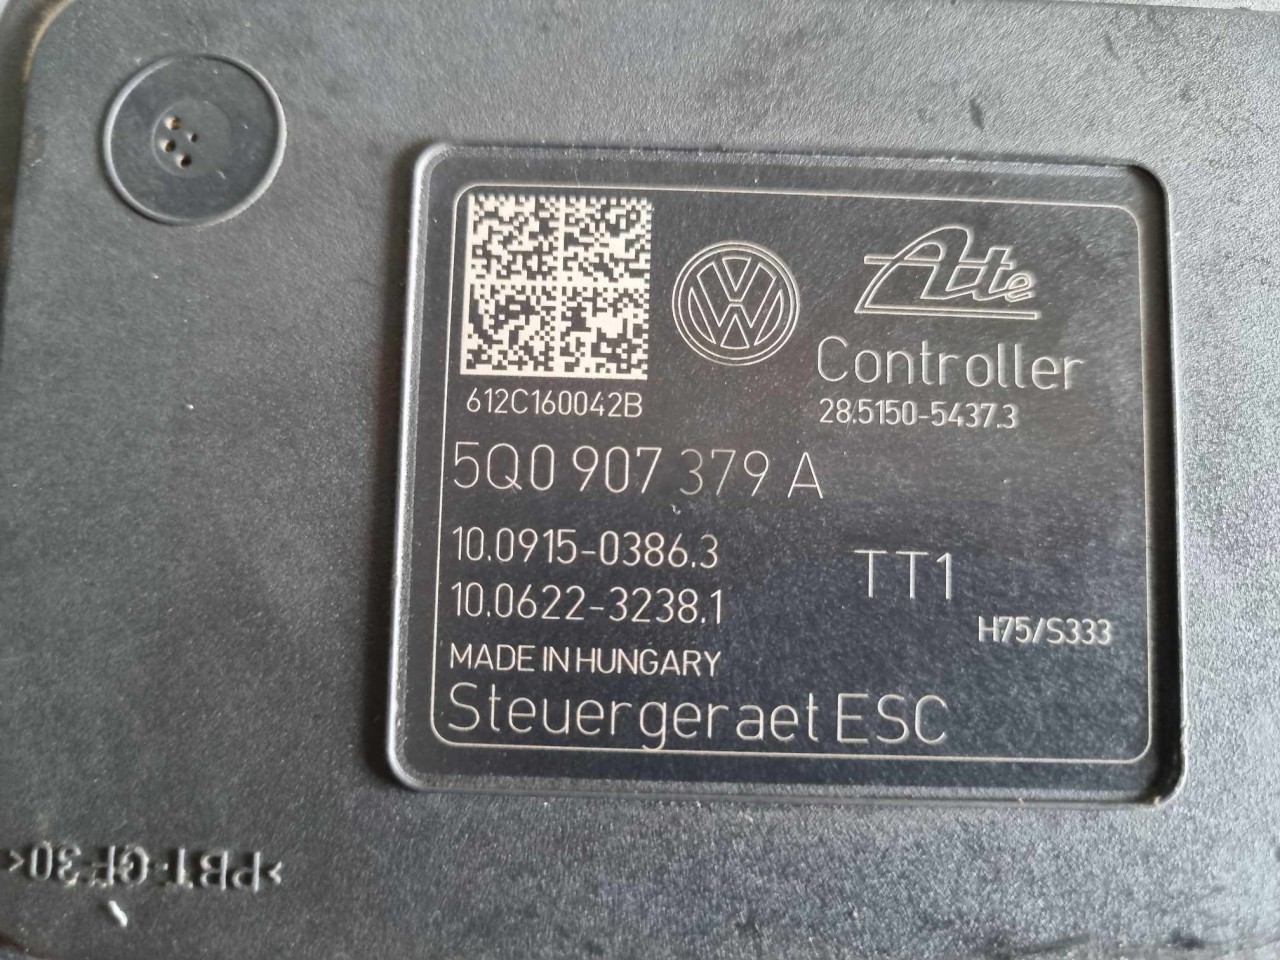 Ate
Controller
28.5150-5437.3
612C160042B
5Q0 907 379 A
10.0915-0386.3
10.0622-3238.1
TT1
H75/S333
MADE IN HUNGARY
Steuergeraet ESC
>PBT-GF30<